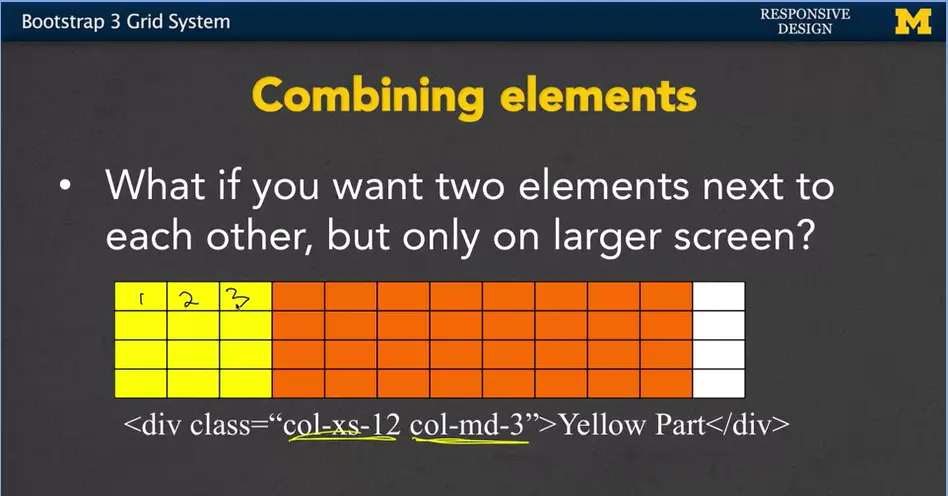 Bootstrap 3 Grid System
RESPONSIVE
DESIGN
M
Combining elements
• What if you want two elements next to
each other, but only on larger screen?
1 2 3
<div class=“col-xs-12 col-md-3”>Yellow Part</div>